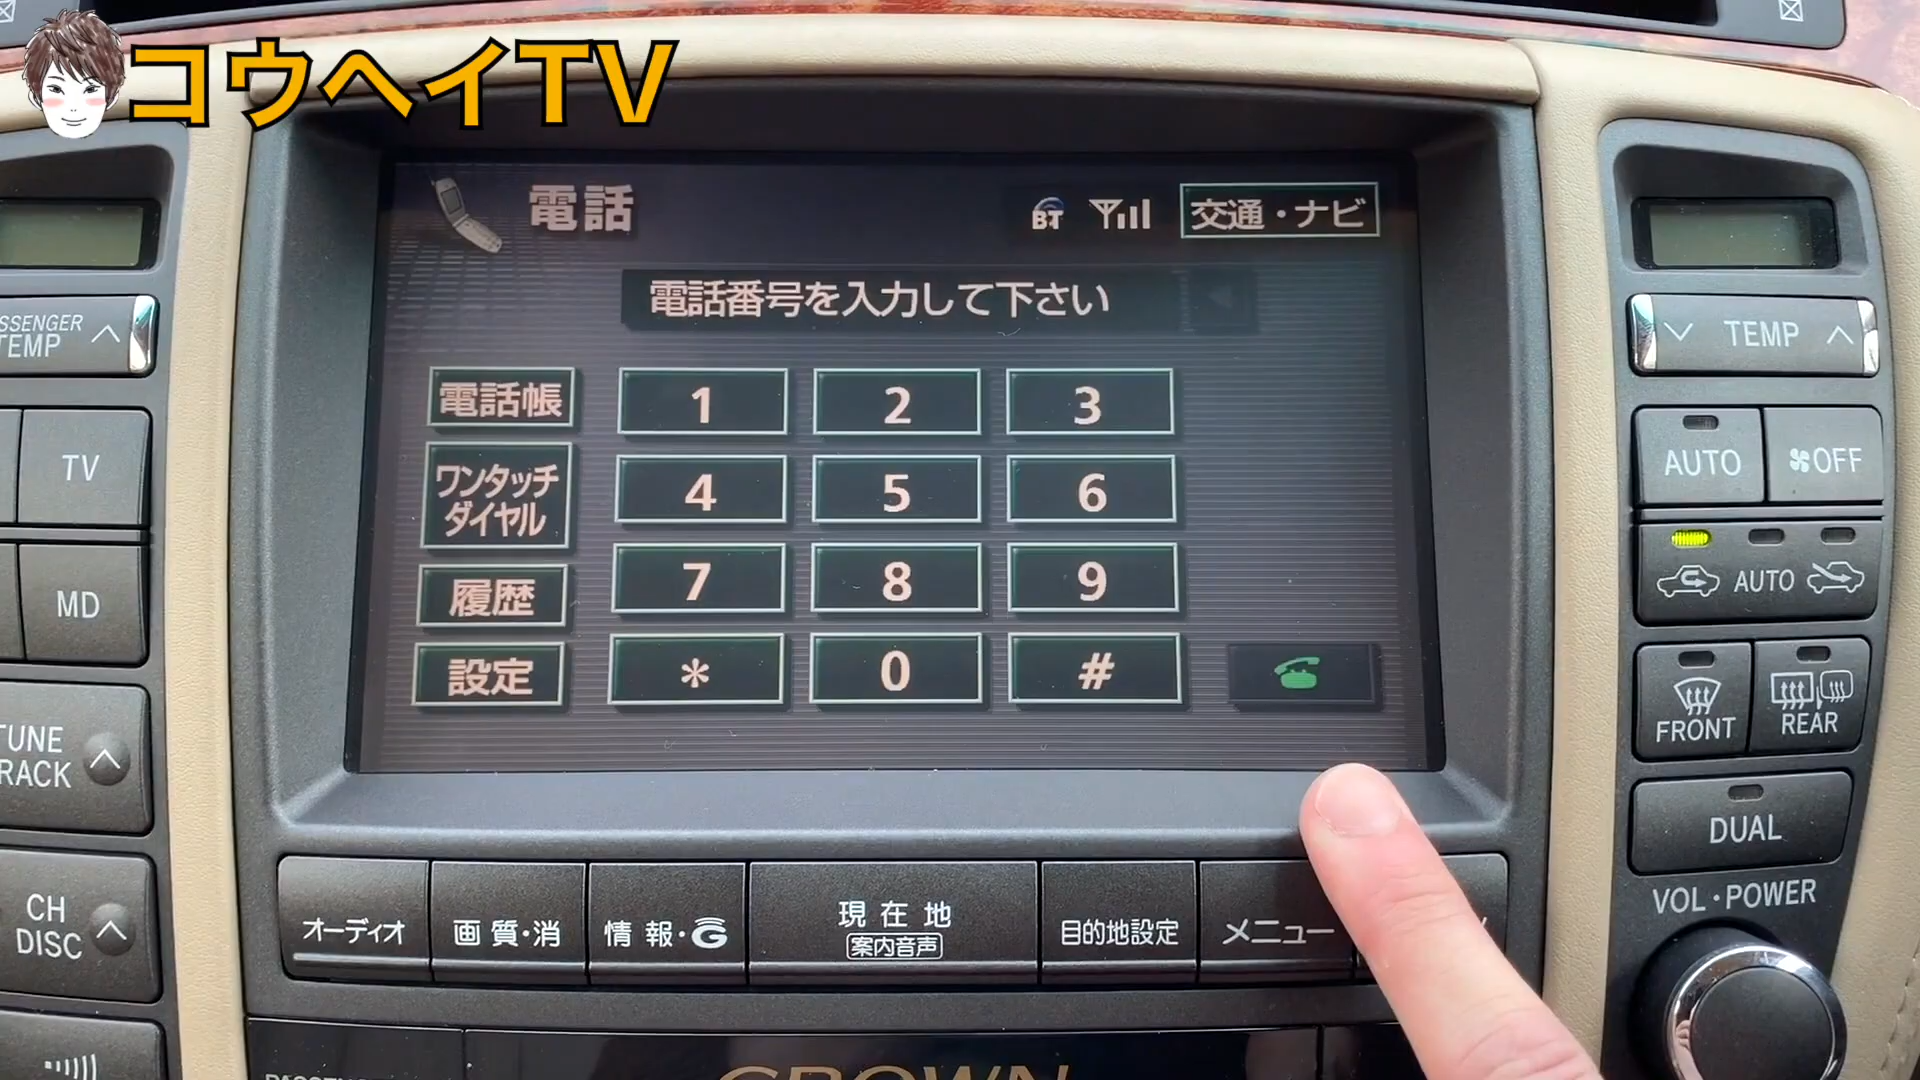 コウヘイTV
電話
BT
交通・ナビ
電話番号を入力して下さい
電話帳
1
2
3
ワンタッチ
ダイヤル
4
5
6
履歴
7
8
9
設定
*
0
#
TEMP
TV
MD
RACK
CH
DISC
TEMP
AUTO
OFF
AUTO
FRONT
REAR
DUAL
VOL・POWER
オーディオ
画質・消
情報・G
現在地
案内音声
目的地設定
メニュー
CROWN